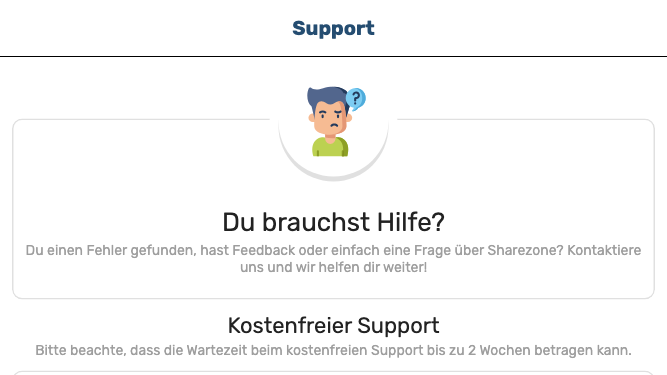 Support
?
Du brauchst Hilfe?
Du einen Fehler gefunden, hast Feedback oder einfach eine Frage über Sharezone? Kontaktiere
uns und wir helfen dir weiter!
Kostenfreier Support
Bitte beachte, dass die Wartezeit beim kostenfreien Support bis zu 2 Wochen betragen kann.